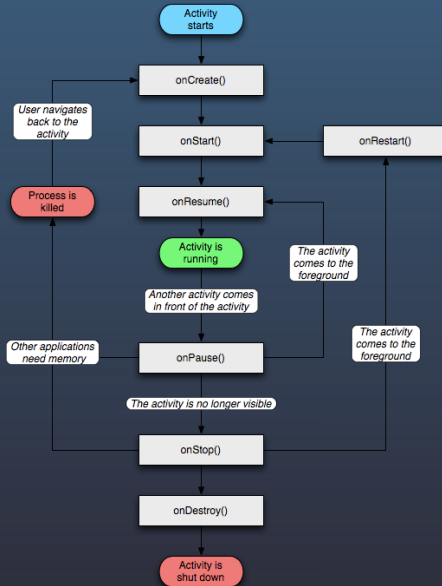 Activity
starts
onCreate()
User navigates
back to the
activity
onStart()
onRestart()
onResume()
Process is
killed
Activity is
running
The activity
comes to the
foreground
Another activity comes
in front of the activity
The activity
comes to the
foreground
Other applications
need memory
onPause()
The activity is no longer visible
onStop()
onDestroy()
Activity is
shut down